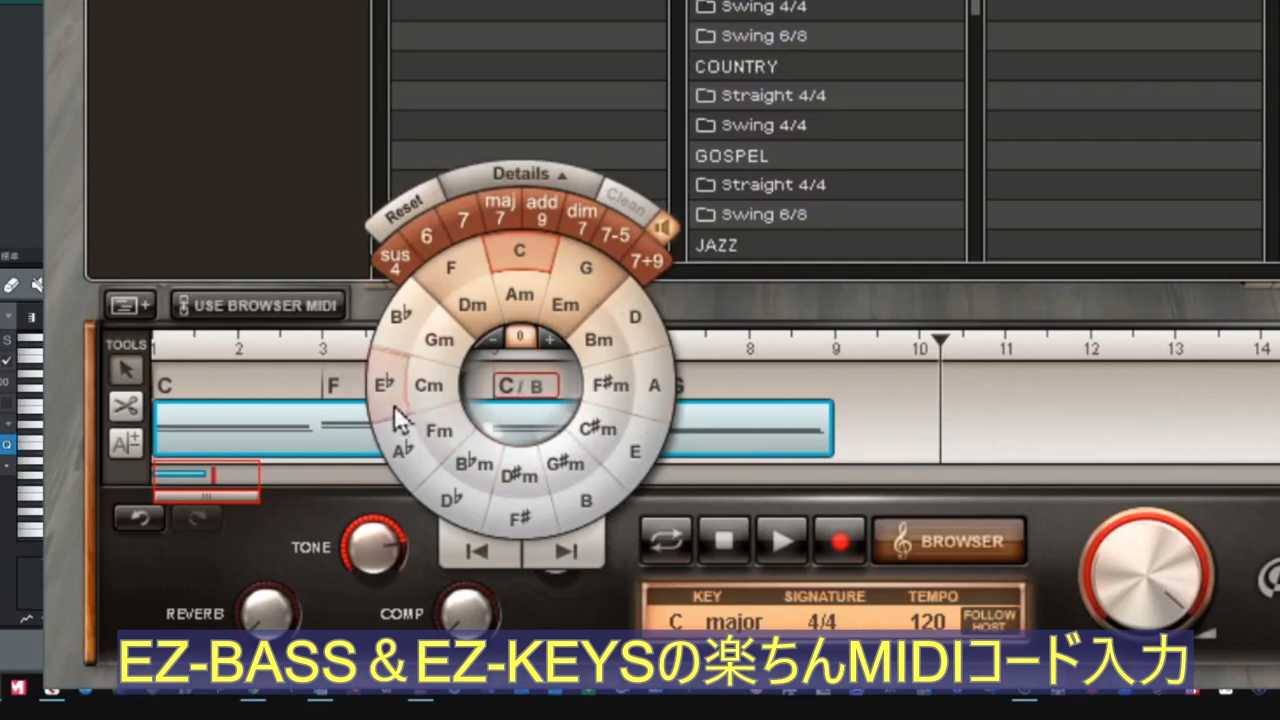 Swing 4/4
Swing 6/8
COUNTRY
Straight 4/4
Swing 4/4
GOSPEL
Straight 4/4
Swing 6/8
JAZZ
Details ▲
Reset
Clean
sus 4
6
7
maj 7
add 9
dim 7
7-5
7+9
F
C
G
Dm
Am
Em
B♭
Gm
Bm
D
E♭
Cm
F♯m
A
A♭
Fm
C♯m
E
B♭m
D♯m
G♯m
D♭
F♯
B
- 0 +
C / B
USE BROWSER MIDI
TOOLS
1 2 3 8 9 10 11 12 13 14
C F
TONE
REVERB
COMP
BROWSER
KEY SIGNATURE TEMPO
C major 4/4 120 FOLLOW HOST
EZ-BASS＆EZ-KEYSの楽ちんMIDIコード入力